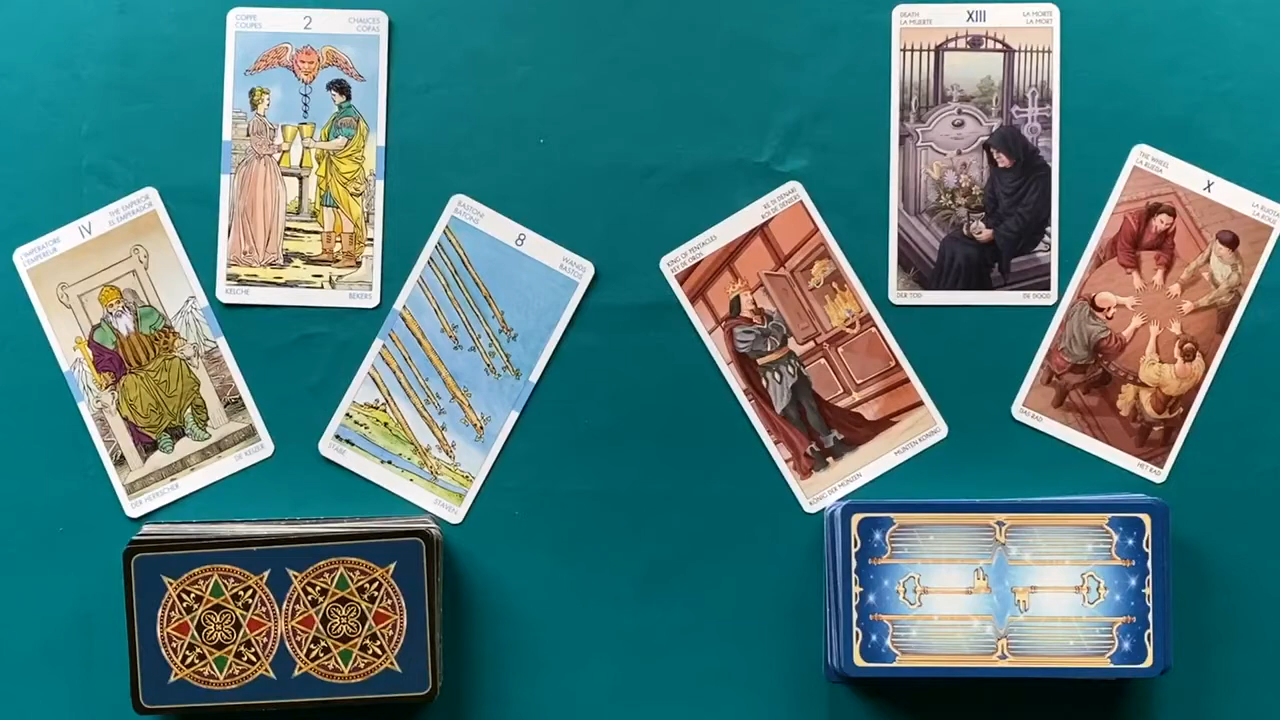 COPPE
COUPES
2
CHALICES
COPAS
KELCHE
BEKERS
L'IMPERATORE
L'EMPEREUR
IV
THE EMPEROR
EL EMPERADOR
DER HERRSCHER
DE KEIZER
BASTONI
BATONS
8
WANDS
BASTOS
STÄBE
STAVEN
KING OF PENTACLES
REY DE OROS
RE DI DENARI
ROI DE DENIERS
KÖNIG DER MÜNZEN
MUNTEN KONING
DEATH
LA MUERTE
XIII
LA MORTE
LA MORT
DER TOD
DE DOOD
THE WHEEL
LA RUEDA
X
LA RUOTA
LA ROUE
DAS RAD
HET RAD